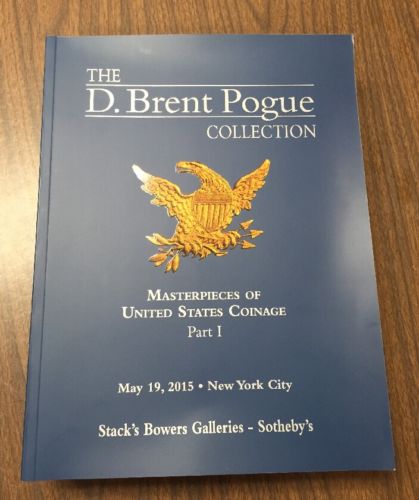 THE
D. Brent Pogue
COLLECTION
MASTERPIECES OF
UNITED STATES COINAGE
Part I
May 19, 2015 • New York City
Stack's Bowers Galleries - Sotheby's